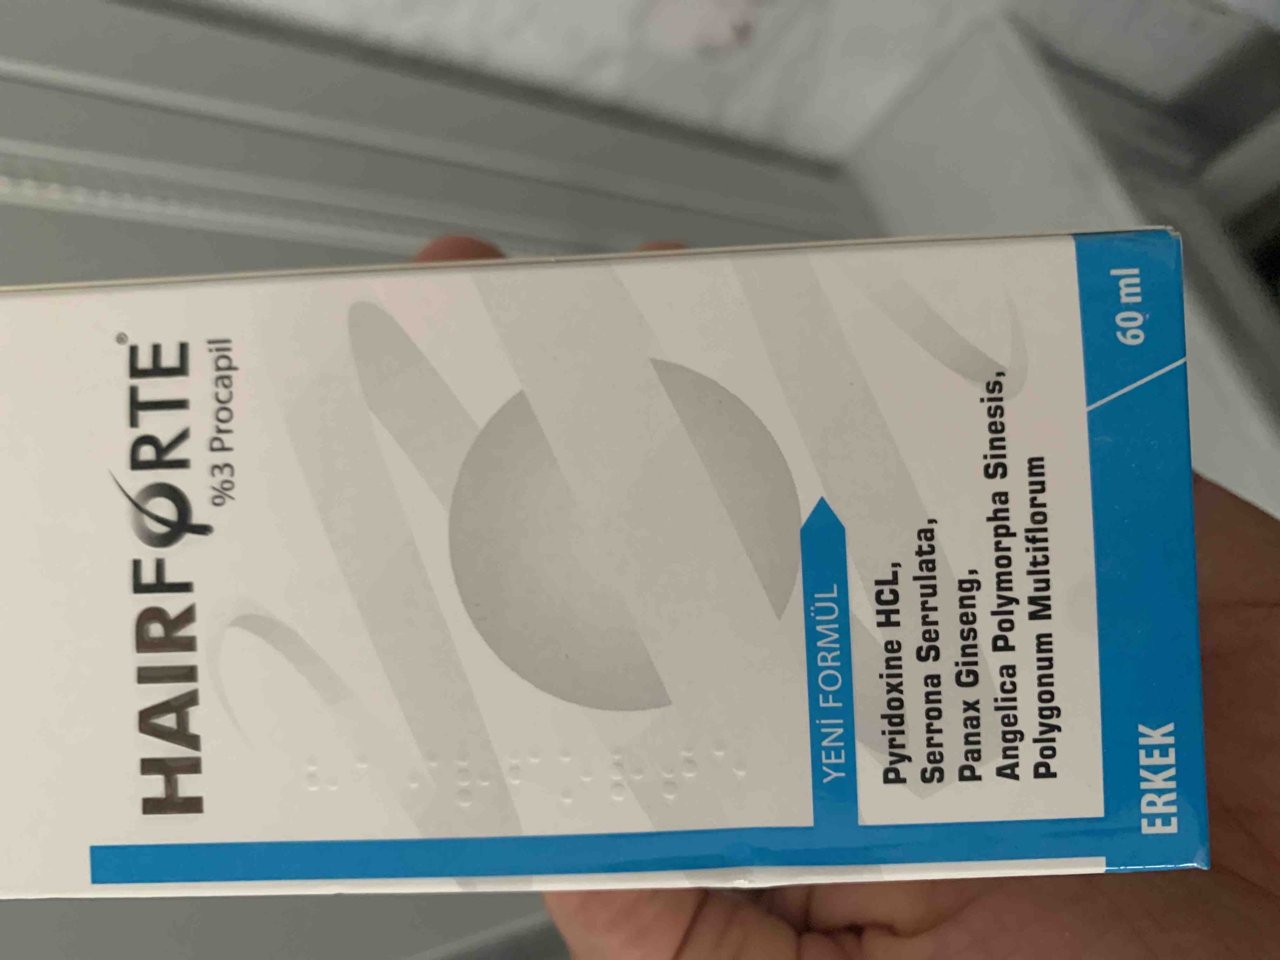 HAIRFORTE®
%3 Procapil
YENİ FORMÜL
Pyridoxine HCL,
Serrona Serrulata,
Panax Ginseng,
Angelica Polymorpha Sinesis,
Polygonum Multiflorum
ERKEK
60 ml